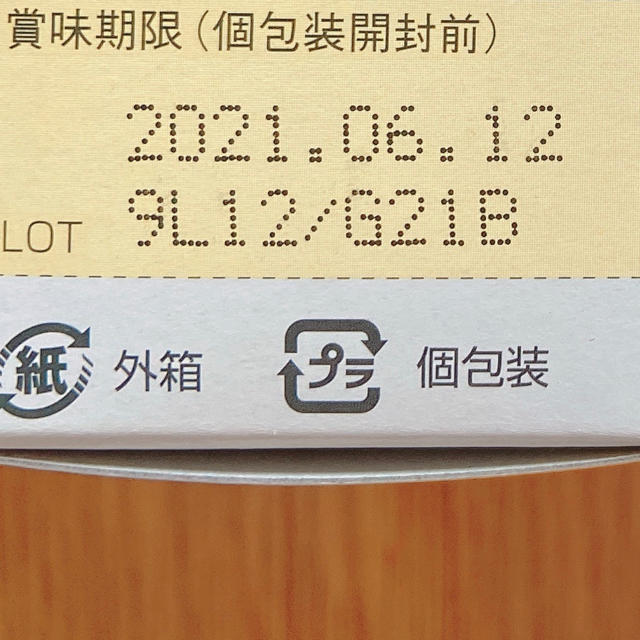 賞味期限(個包装開封前)
2021.06.12
LOT 9L12/G21B
紙 外箱 プラ 個包装